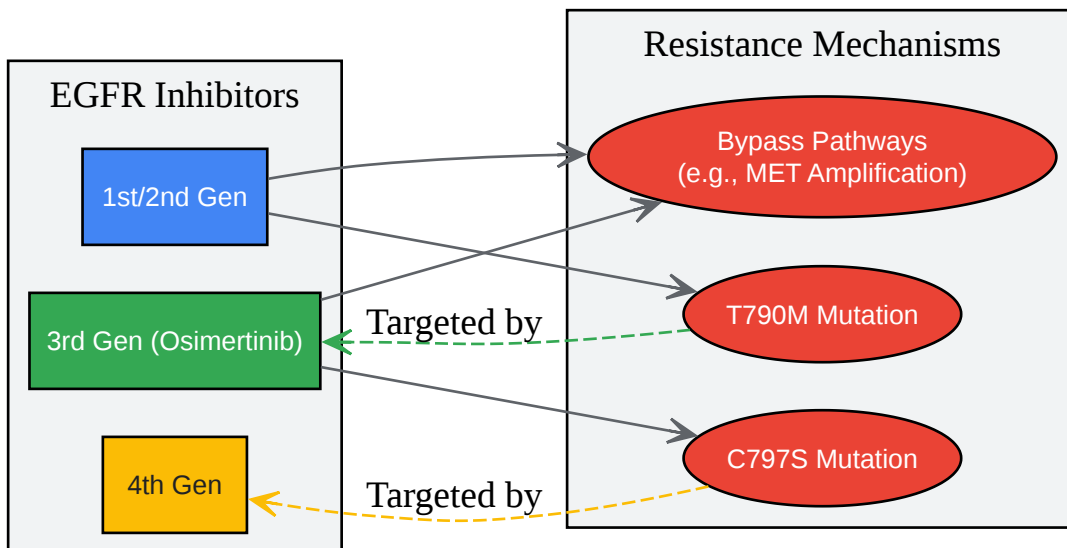 EGFR Inhibitors
1st/2nd Gen
3rd Gen (Osimertinib)
4th Gen
Targeted by
Targeted by
Resistance Mechanisms
Bypass Pathways
(e.g., MET Amplification)
T790M Mutation
C797S Mutation